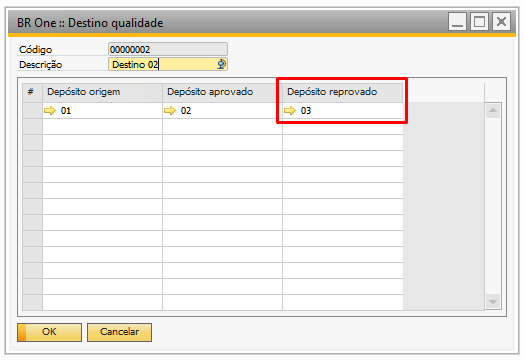 BR One :: Destino qualidade
Código 00000002
Descrição Destino 02
# Depósito origem Depósito aprovado Depósito reprovado
01 02 03
OK Cancelar